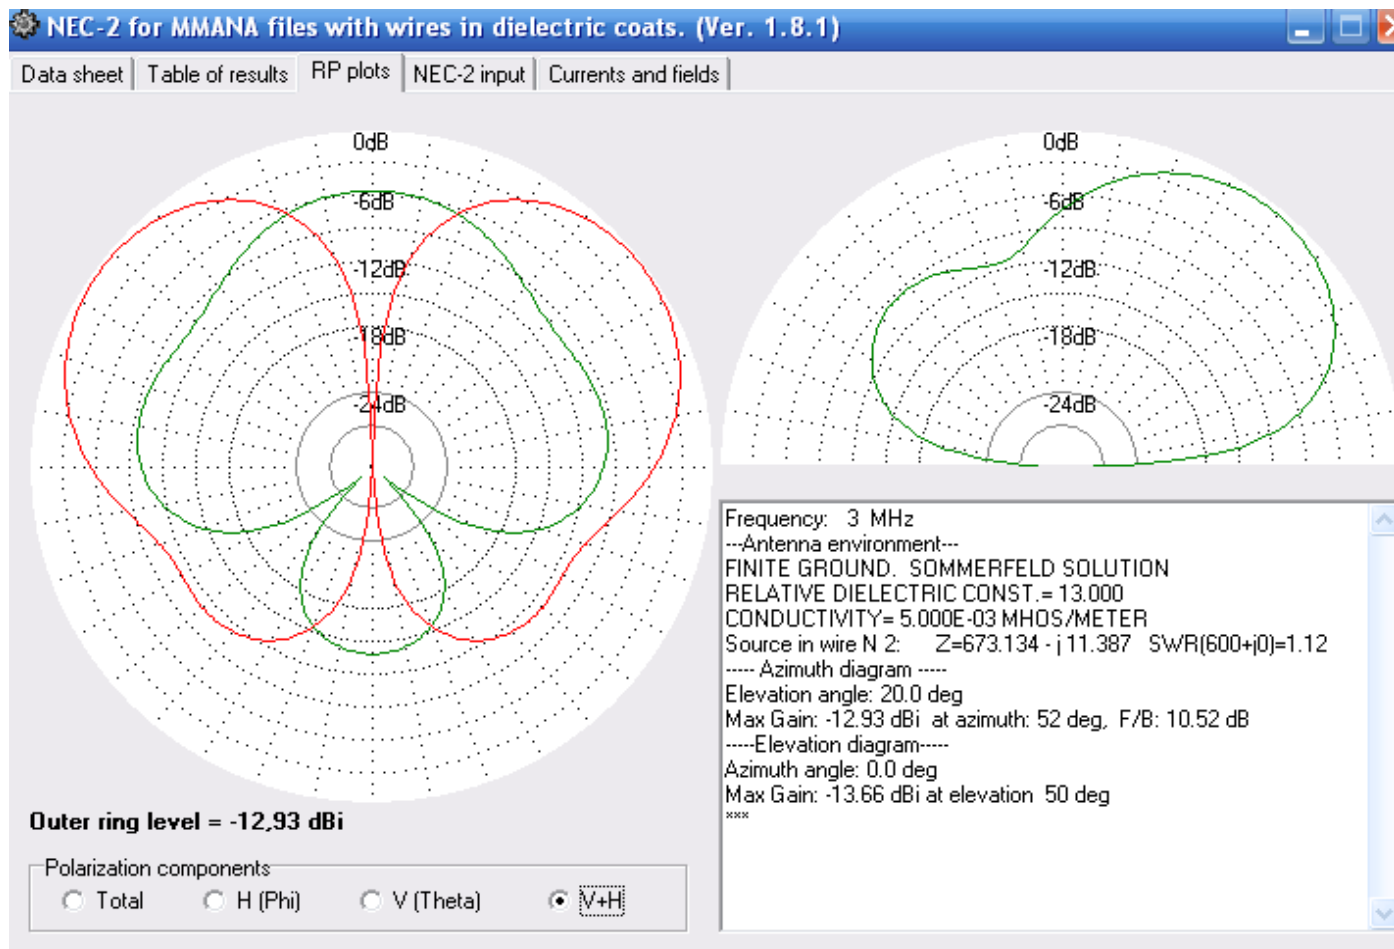 NEC-2 for MMANA files with wires in dielectric coats. (Ver. 1.8.1)
Data sheet Table of results RP plots NEC-2 input Currents and fields
0dB
-6dB
-12dB
-18dB
-24dB
0dB
-6dB
-12dB
-18dB
-24dB
Outer ring level = -12,93 dBi
Polarization components
Total H (Phi) V (Theta) V+H
Frequency: 3 MHz
---Antenna environment---
FINITE GROUND. SOMMERFELD SOLUTION
RELATIVE DIELECTRIC CONST.= 13.000
CONDUCTIVITY= 5.000E-03 MHOS/METER
Source in wire N 2: Z=673.134 - j 11.387 SWR(600+j0)=1.12
----- Azimuth diagram -----
Elevation angle: 20.0 deg
Max Gain: -12.93 dBi at azimuth: 52 deg, F/B: 10.52 dB
-----Elevation diagram-----
Azimuth angle: 0.0 deg
Max Gain: -13.66 dBi at elevation 50 deg
***